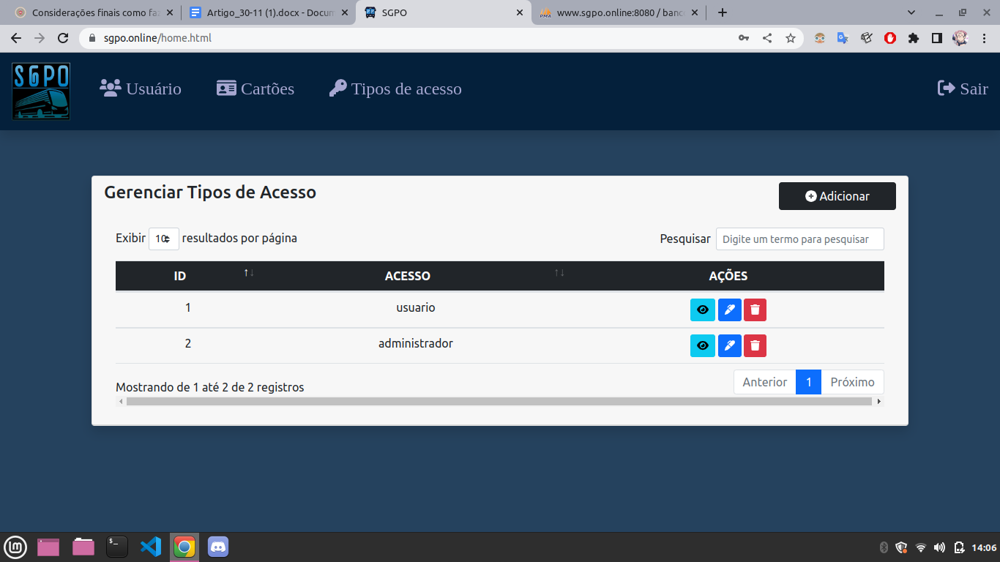 Considerações finais como faz
Artigo_30-11 (1).docx - Docum
SGPO
www.sgpo.online:8080 / banc
sgpo.online/home.html
SGPO
Usuário
Cartões
Tipos de acesso
Sair
Gerenciar Tipos de Acesso
Adicionar
Exibir 10 resultados por página
Pesquisar Digite um termo para pesquisar
ID ACESSO AÇÕES
1 usuario
2 administrador
Mostrando de 1 até 2 de 2 registros
Anterior 1 Próximo
14:06